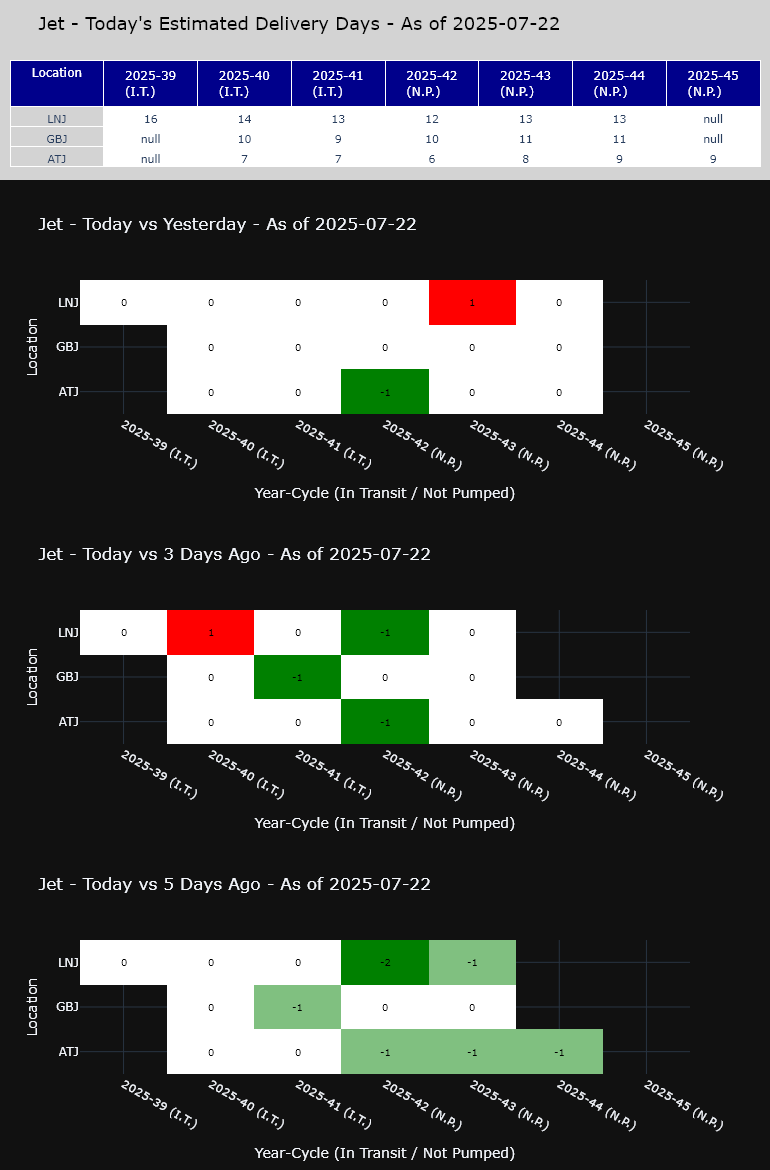 Jet - Today's Estimated Delivery Days - As of 2025-07-22
Location 2025-39 (I.T.) 2025-40 (I.T.) 2025-41 (I.T.) 2025-42 (N.P.) 2025-43 (N.P.) 2025-44 (N.P.) 2025-45 (N.P.)
LNJ 16 14 13 12 13 13 null
GBJ null 10 9 10 11 11 null
ATJ null 7 7 6 8 9 9
Jet - Today vs Yesterday - As of 2025-07-22
Location
LNJ 0 0 0 0 1 0
GBJ 0 0 0 0 0
ATJ 0 0 -1 0 0
2025-39 (I.T.) 2025-40 (I.T.) 2025-41 (I.T.) 2025-42 (N.P.) 2025-43 (N.P.) 2025-44 (N.P.) 2025-45 (N.P.)
Year-Cycle (In Transit / Not Pumped)
Jet - Today vs 3 Days Ago - As of 2025-07-22
Location
LNJ 0 1 0 -1 0
GBJ 0 -1 0 0
ATJ 0 0 -1 0 0
2025-39 (I.T.) 2025-40 (I.T.) 2025-41 (I.T.) 2025-42 (N.P.) 2025-43 (N.P.) 2025-44 (N.P.) 2025-45 (N.P.)
Year-Cycle (In Transit / Not Pumped)
Jet - Today vs 5 Days Ago - As of 2025-07-22
Location
LNJ 0 0 0 -2 -1
GBJ 0 -1 0 0
ATJ 0 0 -1 -1 -1
2025-39 (I.T.) 2025-40 (I.T.) 2025-41 (I.T.) 2025-42 (N.P.) 2025-43 (N.P.) 2025-44 (N.P.) 2025-45 (N.P.)
Year-Cycle (In Transit / Not Pumped)